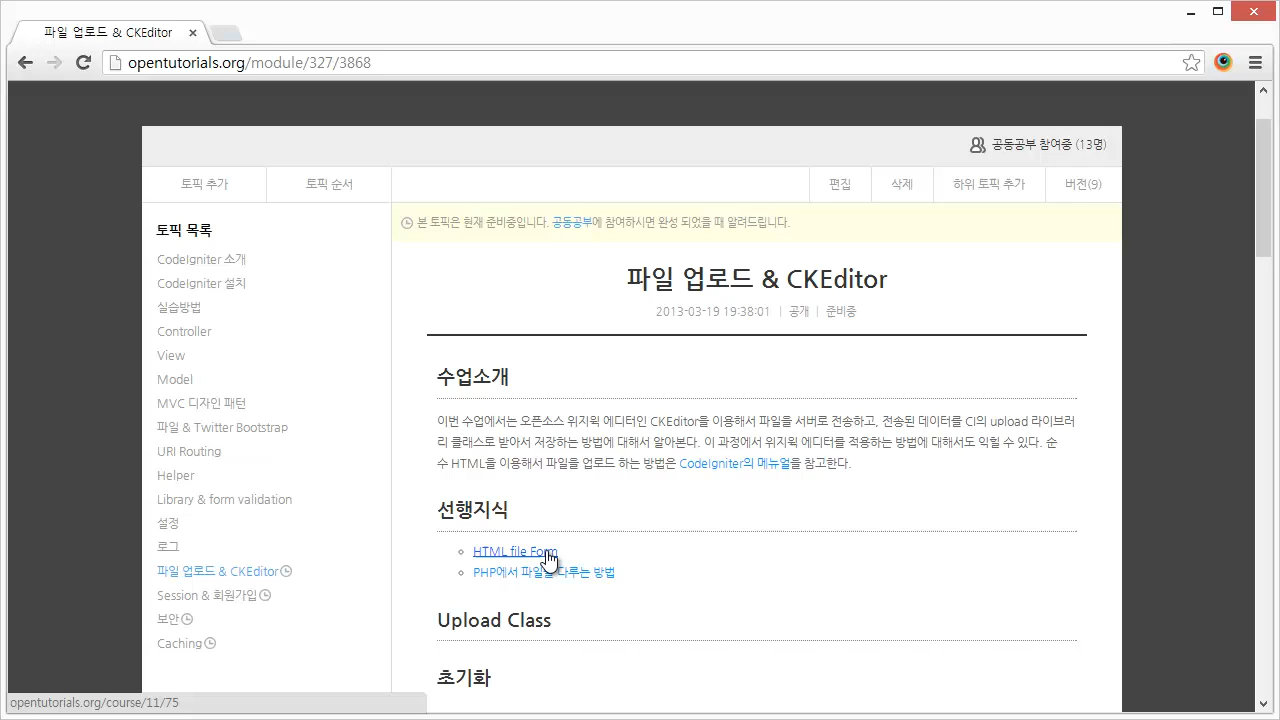 파일 업로드 & CKEditor
opentutorials.org/module/327/3868
공동공부 참여중 (13명)
토픽 추가
토픽 순서
편집
삭제
하위 토픽 추가
버전(9)
토픽 목록
CodeIgniter 소개
CodeIgniter 설치
실습방법
Controller
View
Model
MVC 디자인 패턴
파일 & Twitter Bootstrap
URI Routing
Helper
Library & form validation
설정
로그
파일 업로드 & CKEditor
Session & 회원가입
보안
Caching
본 토픽은 현재 준비중입니다. 공동공부에 참여하시면 완성 되었을 때 알려드립니다.
파일 업로드 & CKEditor
2013-03-19 19:38:01 | 공개 | 준비중
수업소개
이번 수업에서는 오픈소스 위지윅 에디터인 CKEditor을 이용해서 파일을 서버로 전송하고, 전송된 데이터를 CI의 upload 라이브러
리 클래스로 받아서 저장하는 방법에 대해서 알아본다. 이 과정에서 위지윅 에디터를 적용하는 방법에 대해서도 익힐 수 있다. 순
수 HTML을 이용해서 파일을 업로드 하는 방법은 CodeIgniter의 메뉴얼을 참고한다.
선행지식
HTML file Form
PHP에서 파일을 다루는 방법
Upload Class
초기화
opentutorials.org/course/11/75